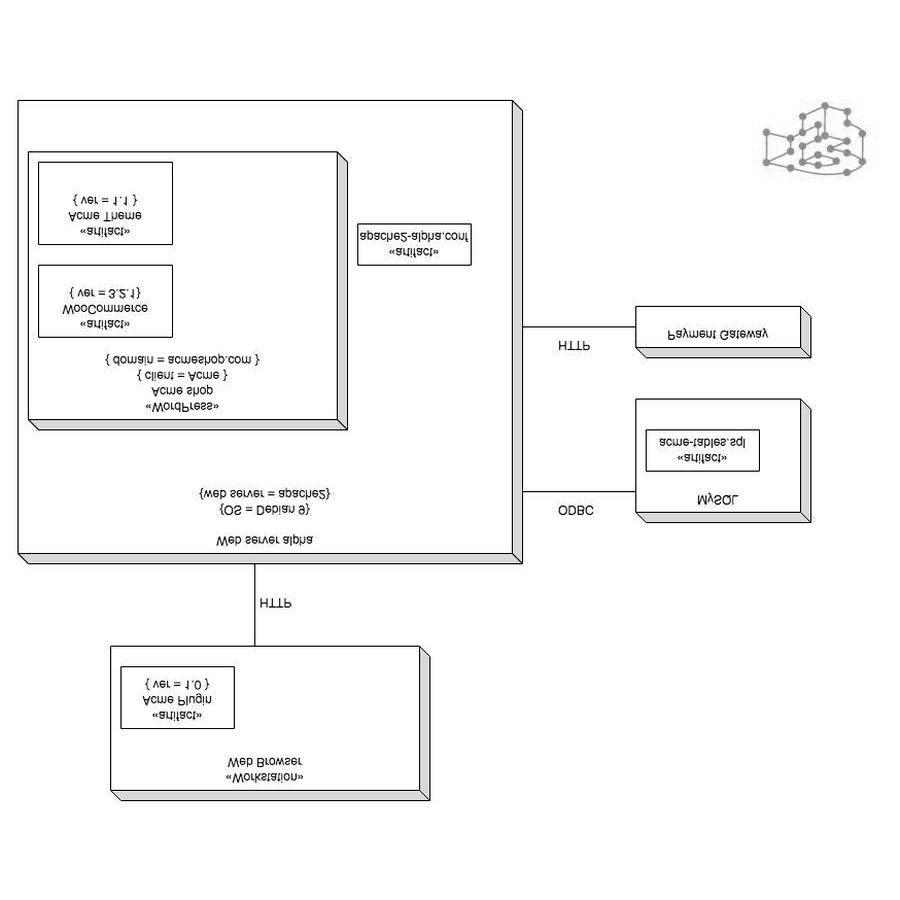 «Workstation»
Web Browser
«artifact»
Acme Plugin
{ ver = 1.0 }
HTTP
Web server alpha
{OS = Debian 9}
{web server = apache2}
«WordPress»
Acme shop
{ client = Acme }
{ domain = acmeshop.com }
«artifact»
WooCommerce
{ ver = 3.2.1}
«artifact»
Acme Theme
{ ver = 1.1 }
«artifact»
apache2-alpha.conf
ODBC
MySQL
«artifact»
acme-tables.sql
HTTP
Payment Gateway